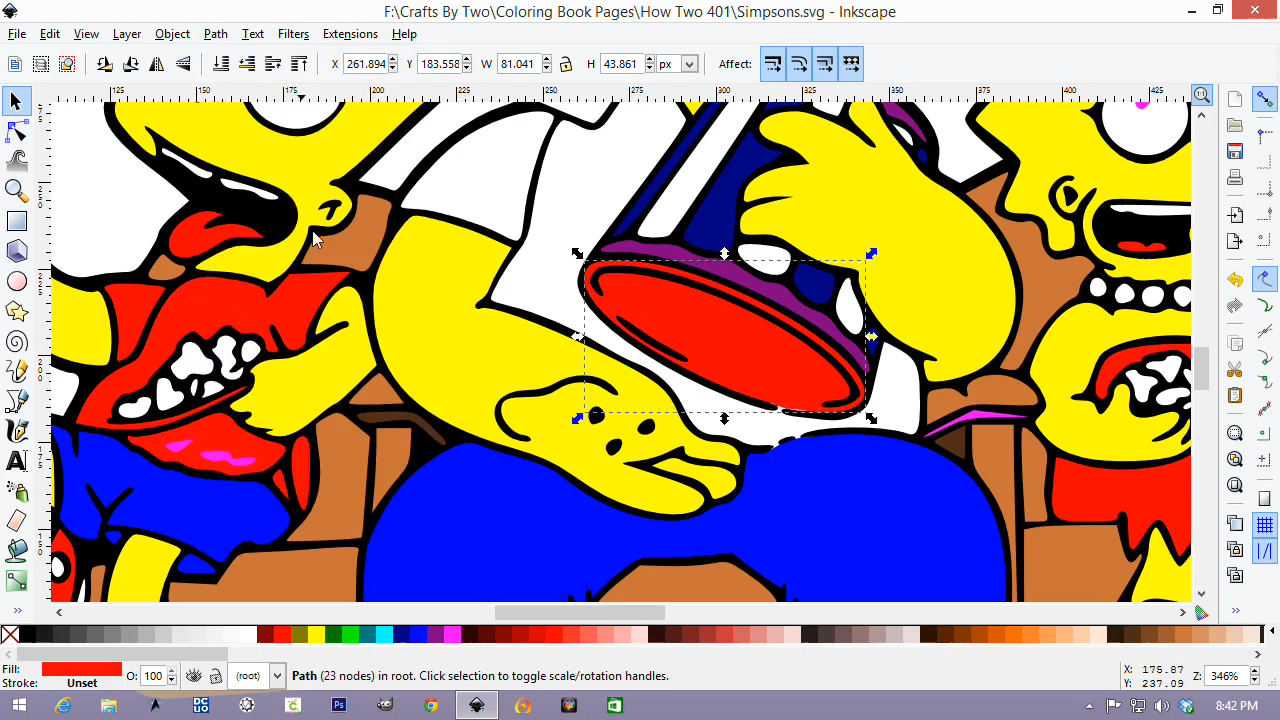 F:\Crafts By Two\Coloring Book Pages\How Two 401\Simpsons.svg - Inkscape
File Edit View Layer Object Path Text Filters Extensions Help
X 261.894 Y 183.558 W 81.041 H 43.861 px Affect:
125 150 175 200 225 250 275 300 325 350 375 400 425
Fill: O: 100 (root) Path (23 nodes) in root. Click selection to toggle scale/rotation handles. X: 175.87 Z: 346%
Stroke: Unset Y: 237.09
8:42 PM